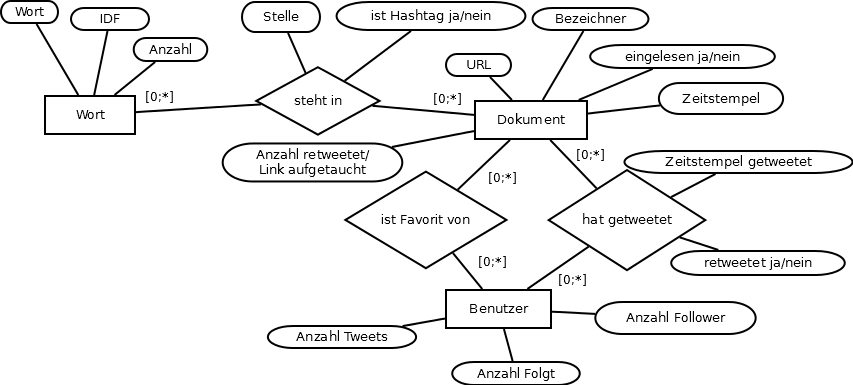 Wort
IDF
Stelle
ist Hashtag ja/nein
Bezeichner
Anzahl
URL
eingelesen ja/nein
[0;*]
steht in
[0;*]
Zeitstempel
Wort
Dokument
Anzahl retweetet/
Link aufgetaucht
[0;*]
Zeitstempel getweetet
[0;*]
ist Favorit von
hat getweetet
[0;*]
retweetet ja/nein
[0;*]
Benutzer
Anzahl Follower
Anzahl Tweets
Anzahl Folgt